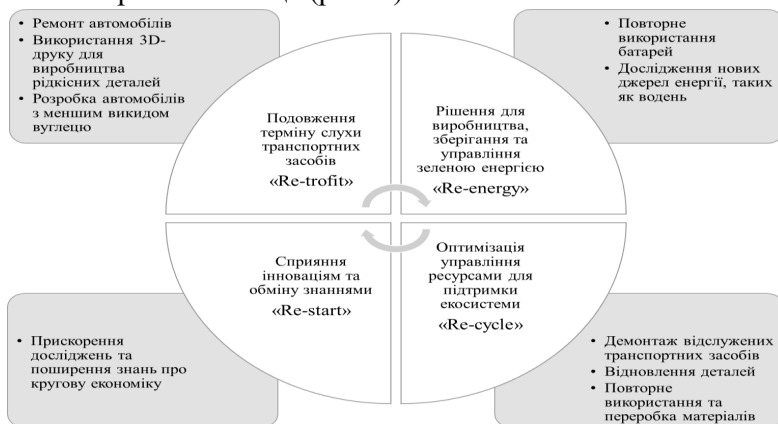 • Ремонт автомобілів
• Використання 3D-
друку для
виробництва
рідкісних деталей
• Розробка автомобілів
з меншим викидом
вуглецю
• Повторне
використання
батарей
• Дослідження нових
джерел енергії, таких
як водень
Подовження
терміну слухи
транспортних
засобів
«Re-trofit»
Рішення для
виробництва,
зберігання та
управління
зеленою енергією
«Re-energy»
Сприяння
інноваціям та
обміну знаннями
«Re-start»
Оптимізація
управління
ресурсами для
підтримки
екосистеми
«Re-cycle»
• Прискорення
досліджень та
поширення знань про
кругову економіку
• Демонтаж відслужених
транспортних засобів
• Відновлення деталей
• Повторне
використання та
переробка матеріалів